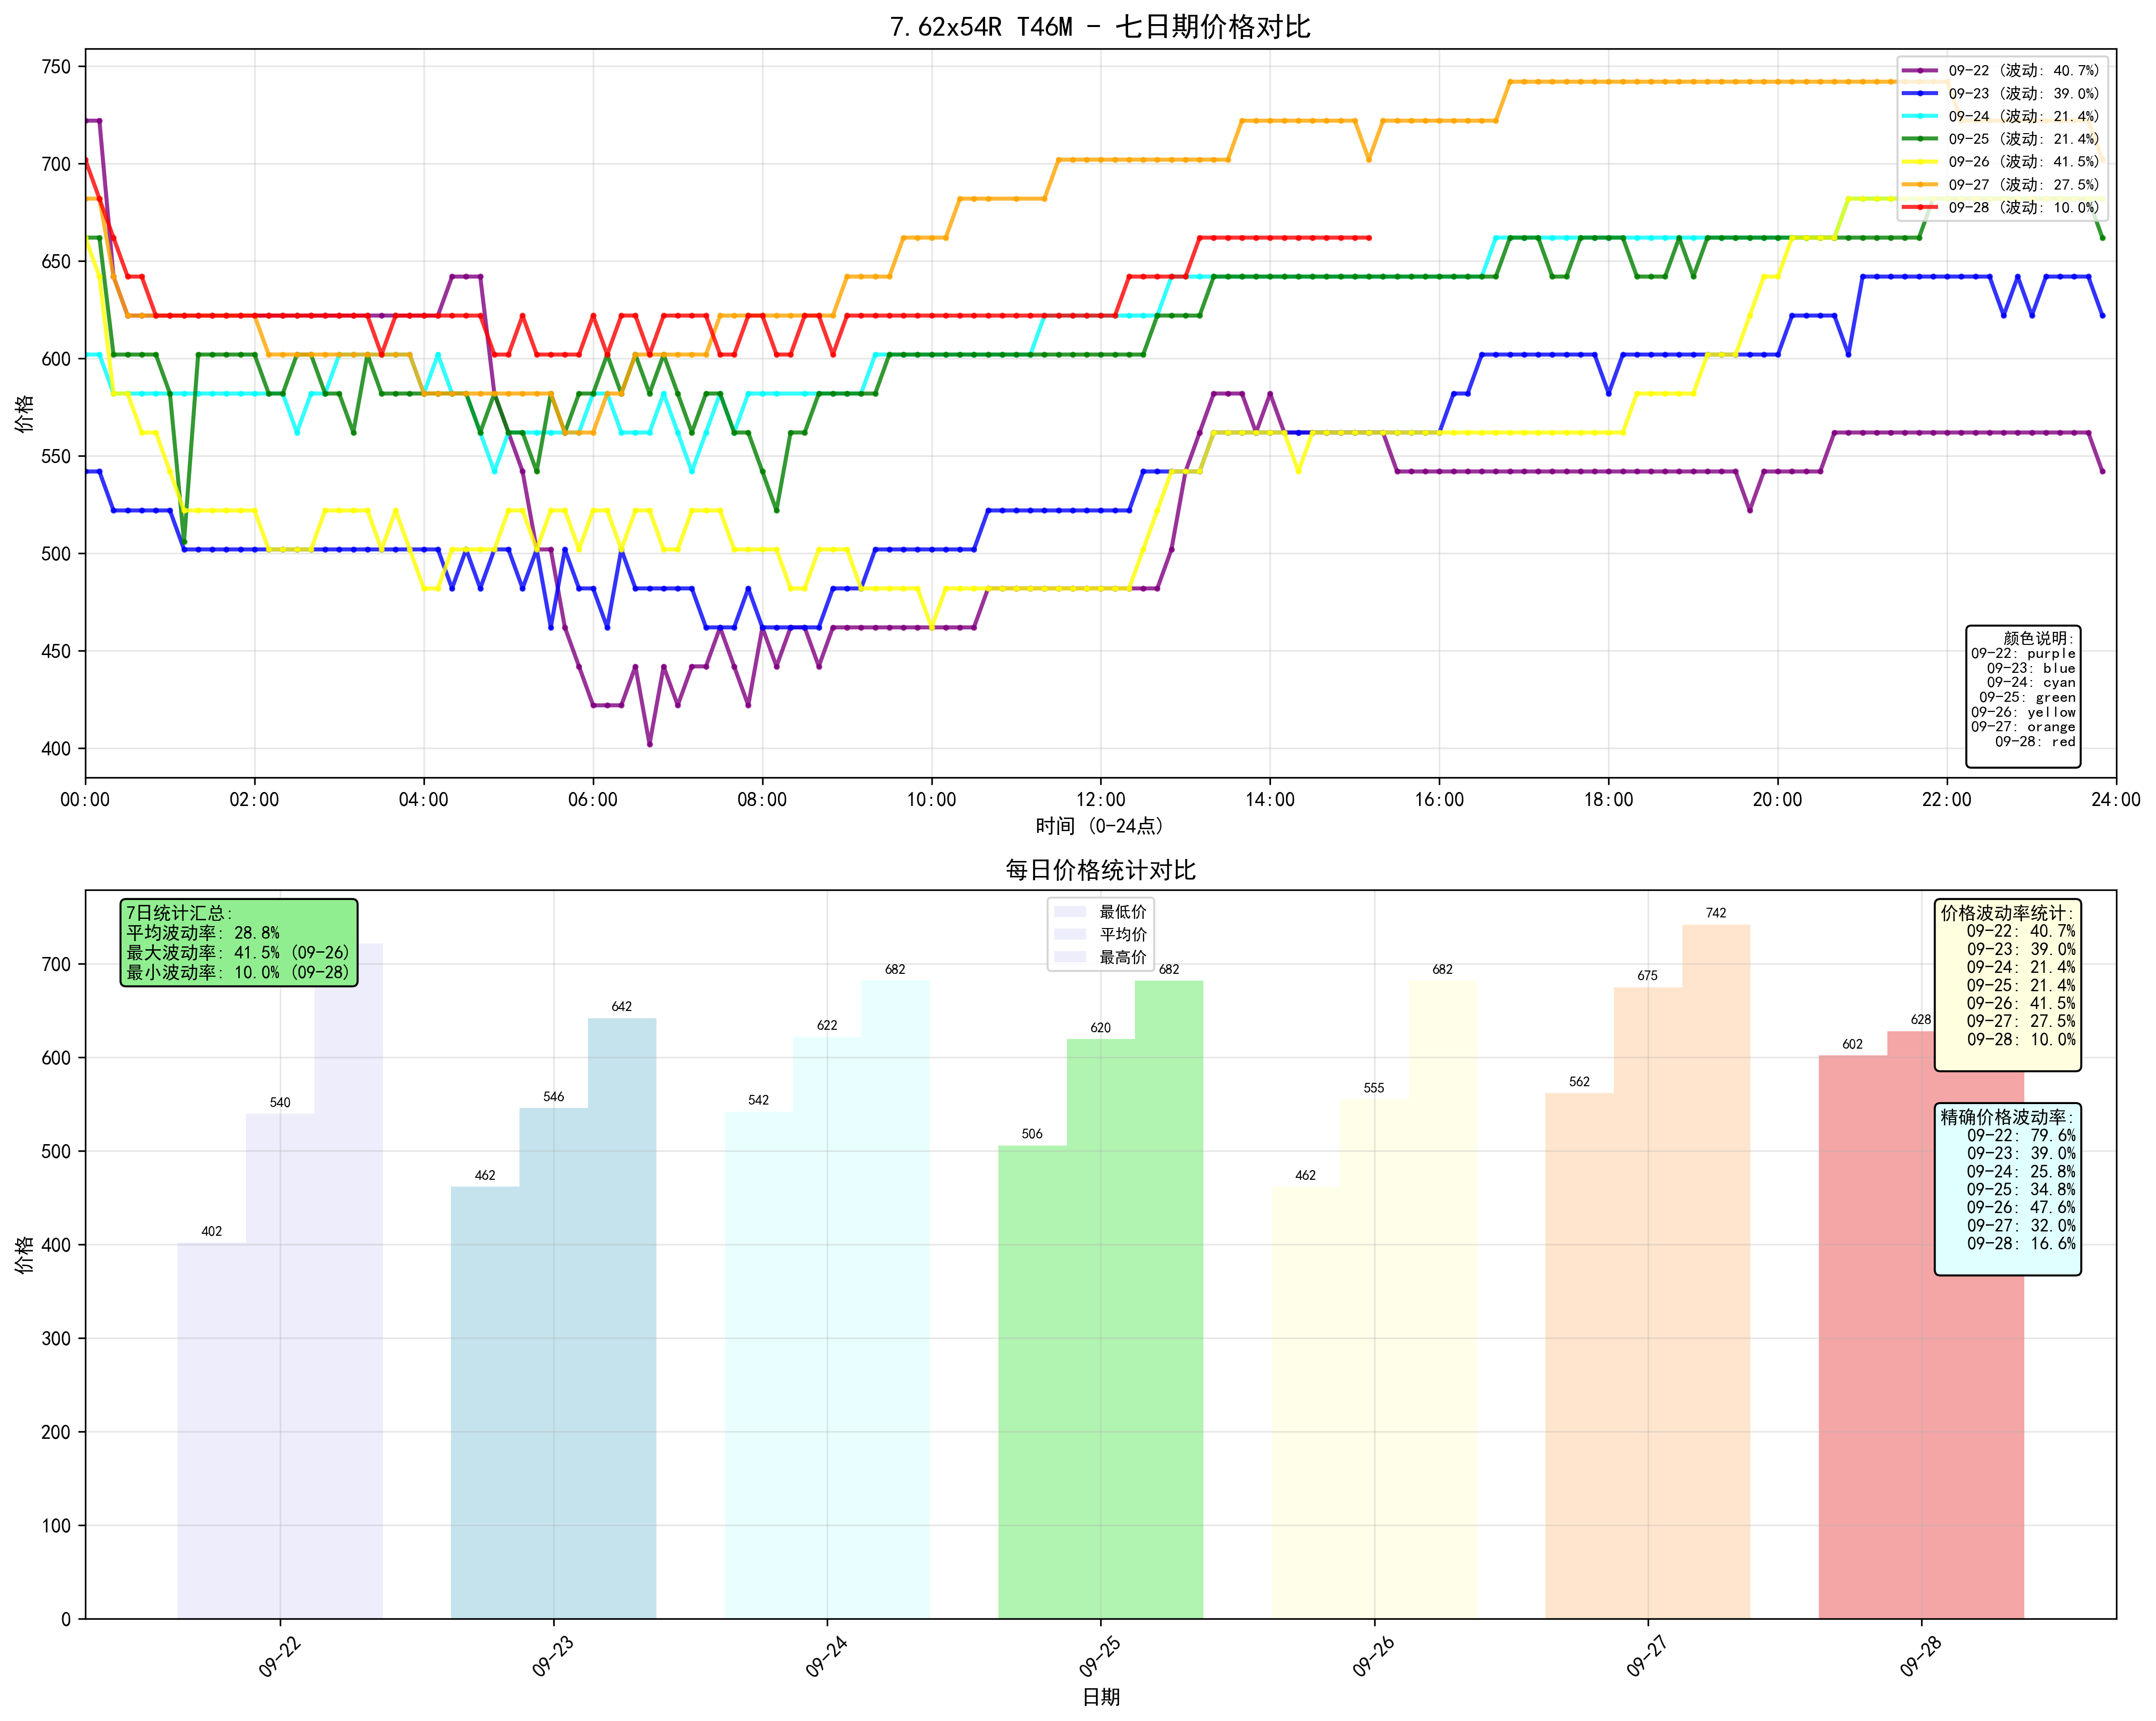 7.62x54R T46M - 七日期价格对比
750
700
650
600
550
500
450
400
价格
09-22 (波动: 40.7%)
09-23 (波动: 39.0%)
09-24 (波动: 21.4%)
09-25 (波动: 21.4%)
09-26 (波动: 41.5%)
09-27 (波动: 27.5%)
09-28 (波动: 10.0%)
颜色说明:
09-22: purple
09-23: blue
09-24: cyan
09-25: green
09-26: yellow
09-27: orange
09-28: red
00:00 02:00 04:00 06:00 08:00 10:00 12:00 14:00 16:00 18:00 20:00 22:00 24:00
时间 (0-24点)
每日价格统计对比
7日统计汇总:
平均波动率: 28.8%
最大波动率: 41.5% (09-26)
最小波动率: 10.0% (09-28)
最低价
平均价
最高价
价格波动率统计:
09-22: 40.7%
09-23: 39.0%
09-24: 21.4%
09-25: 21.4%
09-26: 41.5%
09-27: 27.5%
09-28: 10.0%
精确价格波动率:
09-22: 79.6%
09-23: 39.0%
09-24: 25.8%
09-25: 34.8%
09-26: 47.6%
09-27: 32.0%
09-28: 16.6%
700
600
500
400
300
200
100
0
价格
402
540
462
546
642
542
622
682
506
620
682
462
555
682
562
675
742
602
628
09-22
09-23
09-24
09-25
09-26
09-27
09-28
日期